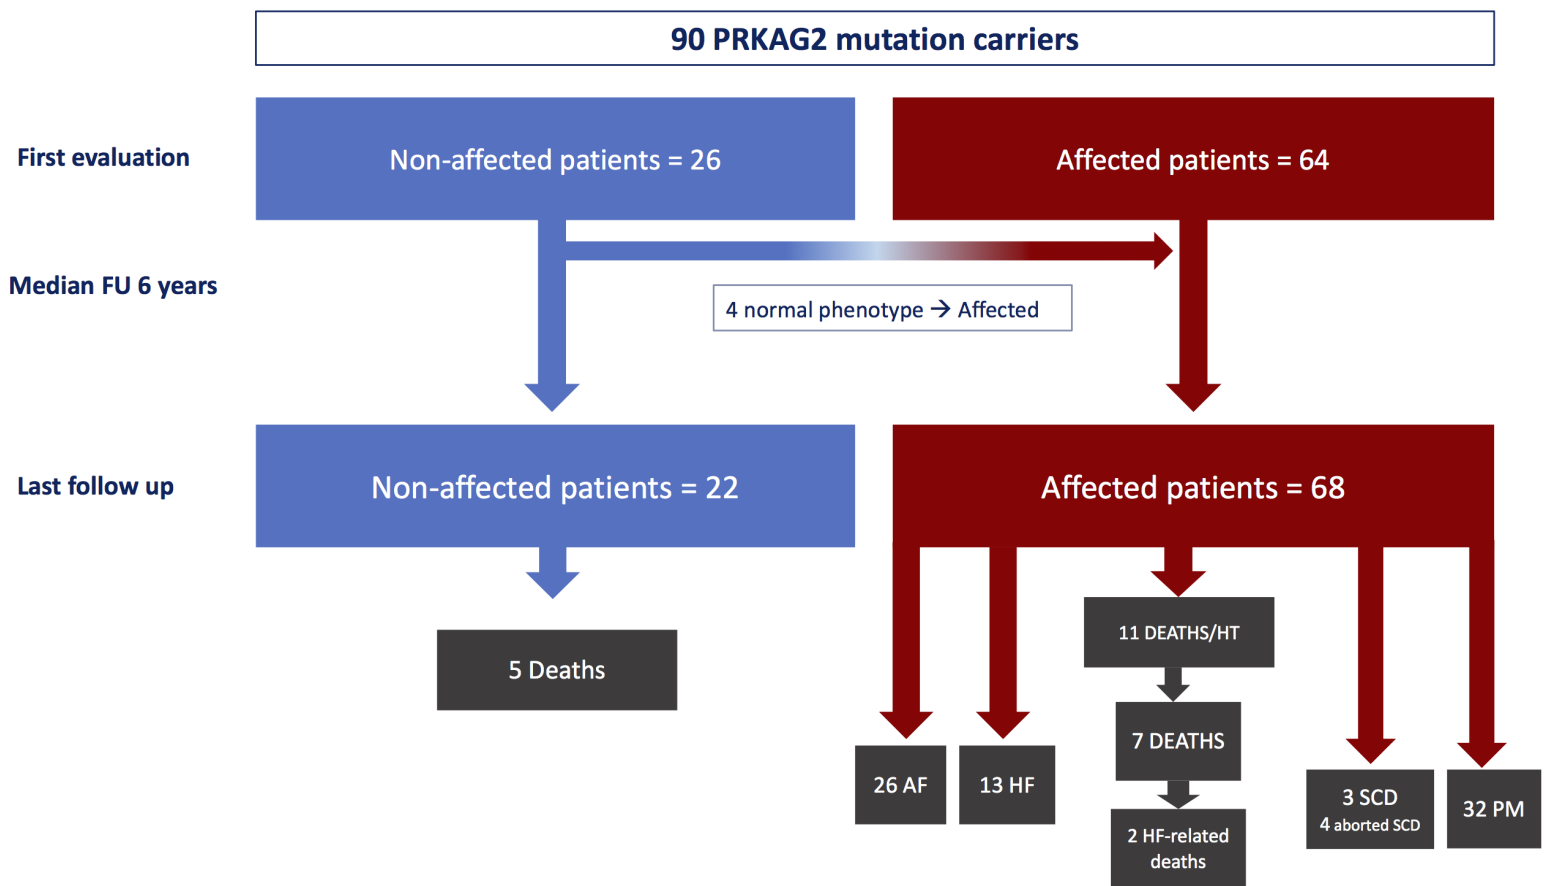 90 PRKAG2 mutation carriers
First evaluation
Non-affected patients = 26
Affected patients = 64
Median FU 6 years
4 normal phenotype → Affected
Last follow up
Non-affected patients = 22
Affected patients = 68
5 Deaths
11 DEATHS/HT
7 DEATHS
2 HF-related
deaths
26 AF
13 HF
3 SCD
4 aborted SCD
32 PM